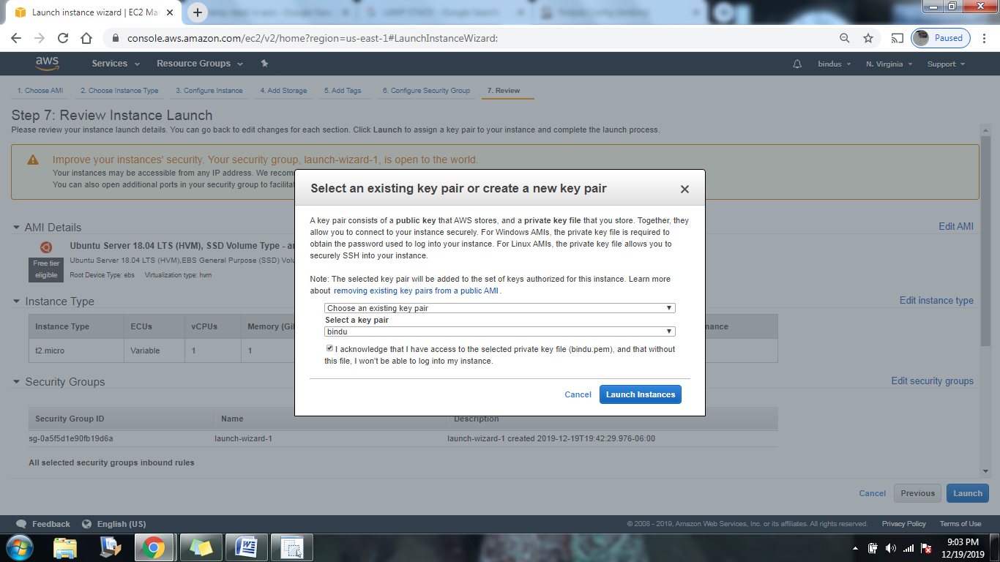 Launch instance wizard | EC2 Ma
console.aws.amazon.com/ec2/v2/home?region=us-east-1#LaunchInstanceWizard:
Paused
aws
Services
Resource Groups
bindus
N. Virginia
Support
1. Choose AMI
2. Choose Instance Type
3. Configure Instance
4. Add Storage
5. Add Tags
6. Configure Security Group
7. Review
Step 7: Review Instance Launch
Please review your instance launch details. You can go back to edit changes for each section. Click Launch to assign a key pair to your instance and complete the launch process.
Improve your instances' security. Your security group, launch-wizard-1, is open to the world.
Your instances may be accessible from any IP address. We recom
You can also open additional ports in your security group to facilitat
Select an existing key pair or create a new key pair
A key pair consists of a public key that AWS stores, and a private key file that you store. Together, they
allow you to connect to your instance securely. For Windows AMIs, the private key file is required to
obtain the password used to log into your instance. For Linux AMIs, the private key file allows you to
securely SSH into your instance.
Note: The selected key pair will be added to the set of keys authorized for this instance. Learn more
about removing existing key pairs from a public AMI.
Choose an existing key pair
Select a key pair
bindu
I acknowledge that I have access to the selected private key file (bindu.pem), and that without
this file, I won't be able to log into my instance.
Cancel
Launch Instances
AMI Details
Edit AMI
Ubuntu Server 18.04 LTS (HVM), SSD Volume Type - a
Free tier
eligible
Ubuntu Server 18.04 LTS (HVM),EBS General Purpose (SSD) Volu
Root Device Type: ebs
Virtualization type: hvm
Instance Type
Edit instance type
Instance Type
ECUs
vCPUs
Memory (Gi
mance
t2.micro
Variable
1
1
Security Groups
Edit security groups
Security Group ID
Name
Description
sg-0a5f5d1e90fb19d6a
launch-wizard-1
launch-wizard-1 created 2019-12-19T19:42:29.976-06:00
All selected security groups inbound rules
Cancel
Previous
Launch
Feedback
English (US)
© 2008 - 2019, Amazon Web Services, Inc. or its affiliates. All rights reserved.
Privacy Policy
Terms of Use
9:03 PM
12/19/2019